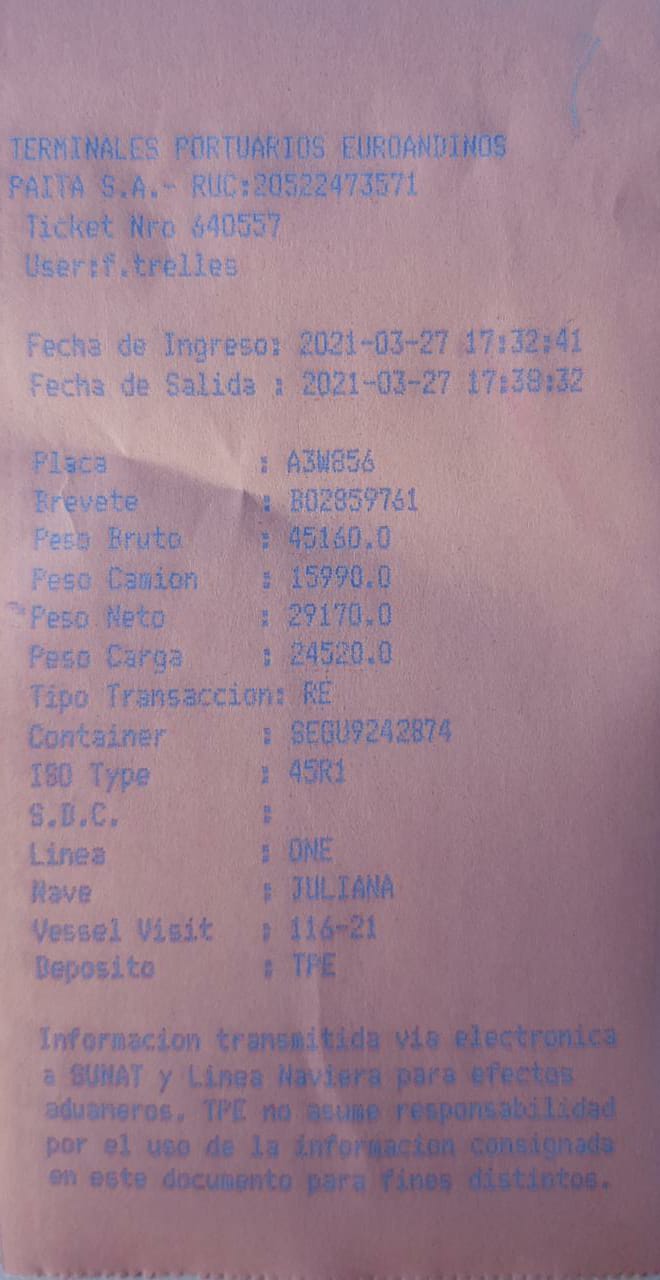 TERMINALES PORTUARIOS EUROANDINOS
PAITA S.A.- RUC:20522473571
Ticket Nro 640557
User:f.trelles
Fecha de Ingreso: 2021-03-27 17:32:41
Fecha de Salida : 2021-03-27 17:38:32
Placa : A3W856
Brevete : B02859761
Peso Bruto : 45160.0
Peso Camion : 15990.0
Peso Neto : 29170.0
Peso Carga : 24520.0
Tipo Transaccion: RE
Container : SEGU9242874
ISO Type : 45R1
S.D.C. :
Linea : ONE
Nave : JULIANA
Vessel Visit : 116-21
Deposito : TPE
Informacion transmitida via electronica
a SUNAT y Linea Naviera para efectos
aduaneros. TPE no asume responsabilidad
por el uso de la informacion consignada
en este documento para fines distintos.